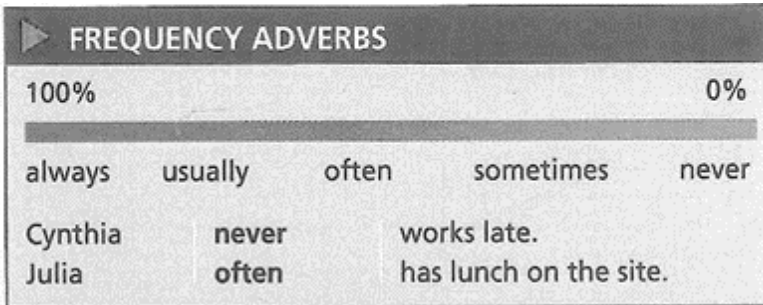 FREQUENCY ADVERBS
100% 0%
always usually often sometimes never
Cynthia never works late.
Julia often has lunch on the site.